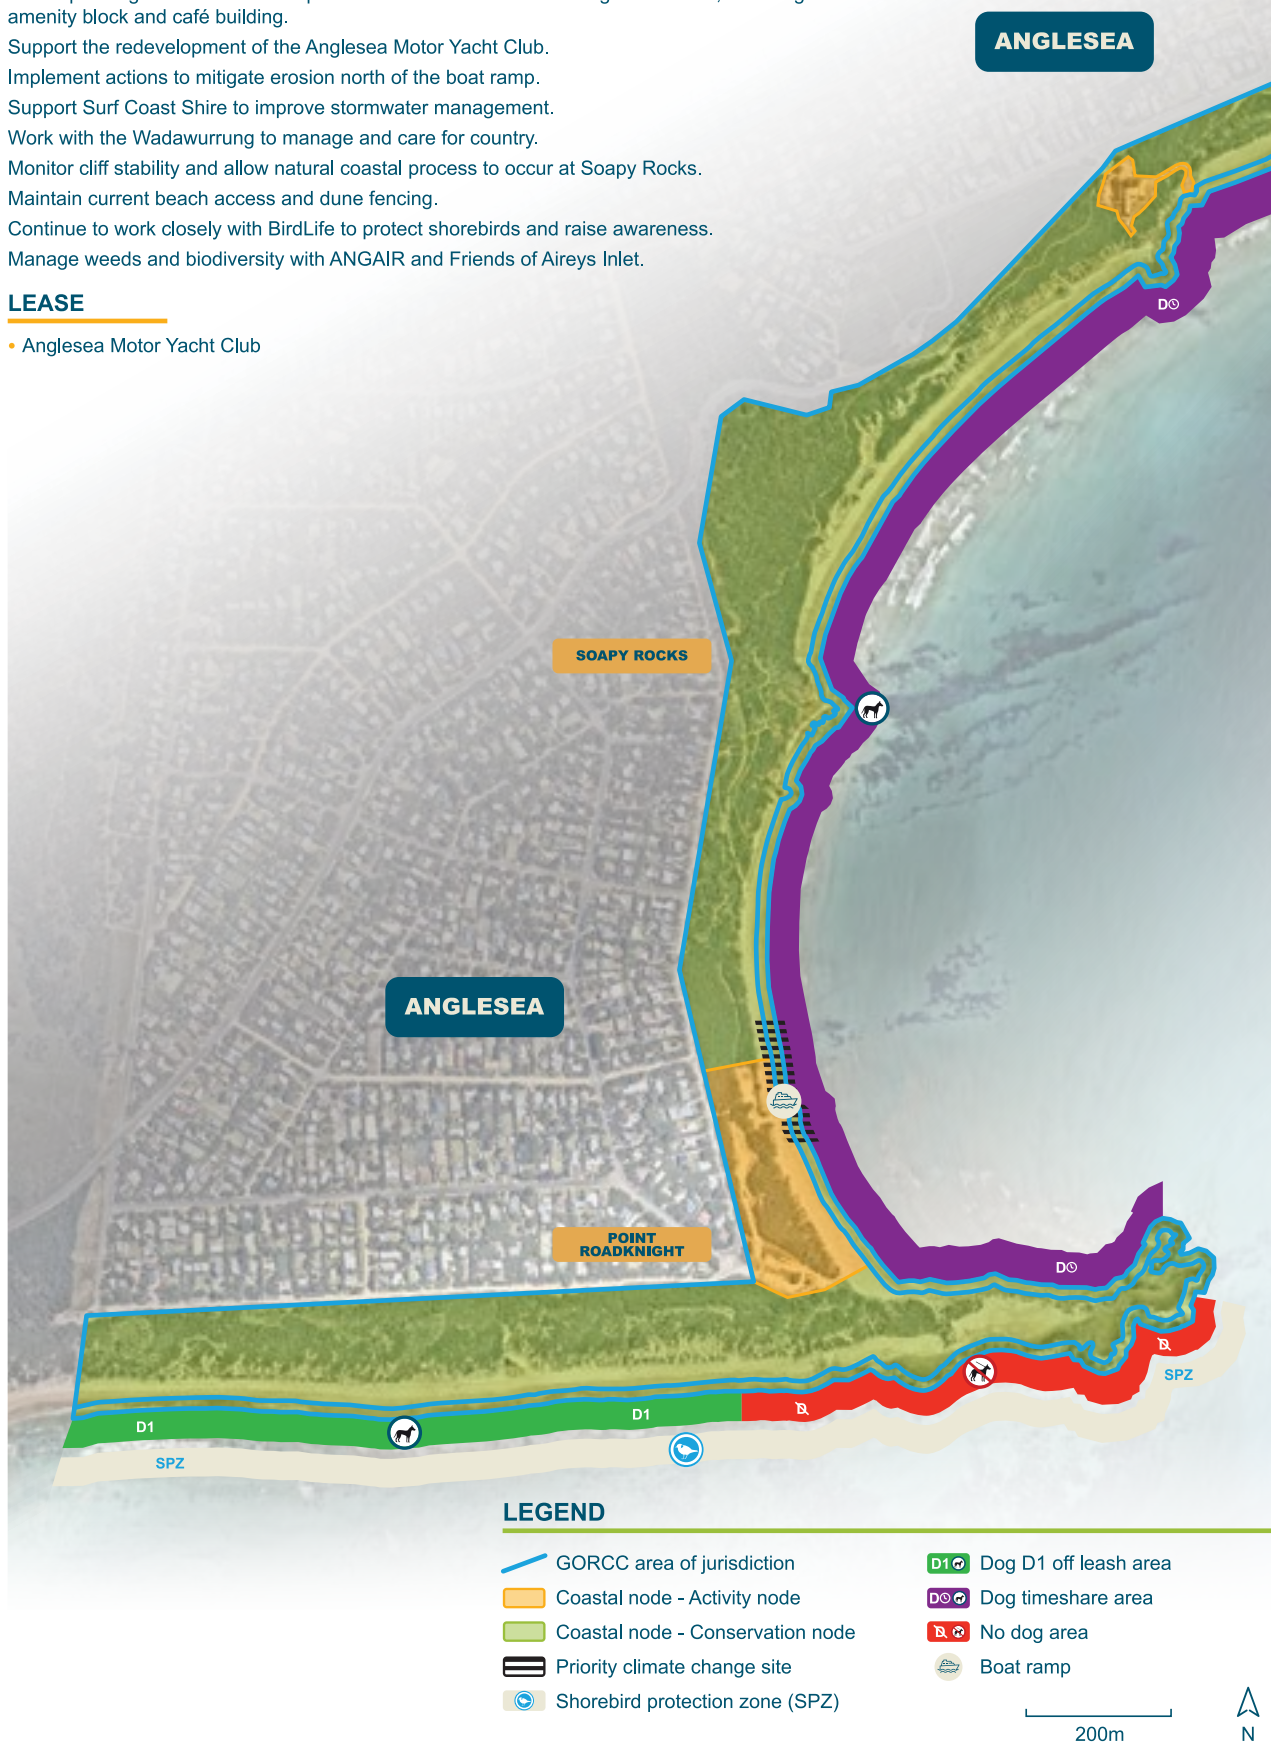 amenity block and café building.
Support the redevelopment of the Anglesea Motor Yacht Club.
Implement actions to mitigate erosion north of the boat ramp.
Support Surf Coast Shire to improve stormwater management.
Work with the Wadawurrung to manage and care for country.
Monitor cliff stability and allow natural coastal process to occur at Soapy Rocks.
Maintain current beach access and dune fencing.
Continue to work closely with BirdLife to protect shorebirds and raise awareness.
Manage weeds and biodiversity with ANGAIR and Friends of Aireys Inlet.
LEASE
• Anglesea Motor Yacht Club
ANGLESEA
D
SOAPY ROCKS
ANGLESEA
POINT
ROADKNIGHT
D
D
SPZ
D
D1
D1
SPZ
LEGEND
GORCC area of jurisdiction
Coastal node - Activity node
Coastal node - Conservation node
Priority climate change site
Shorebird protection zone (SPZ)
D1 Dog D1 off leash area
D Dog timeshare area
D No dog area
Boat ramp
200m
N